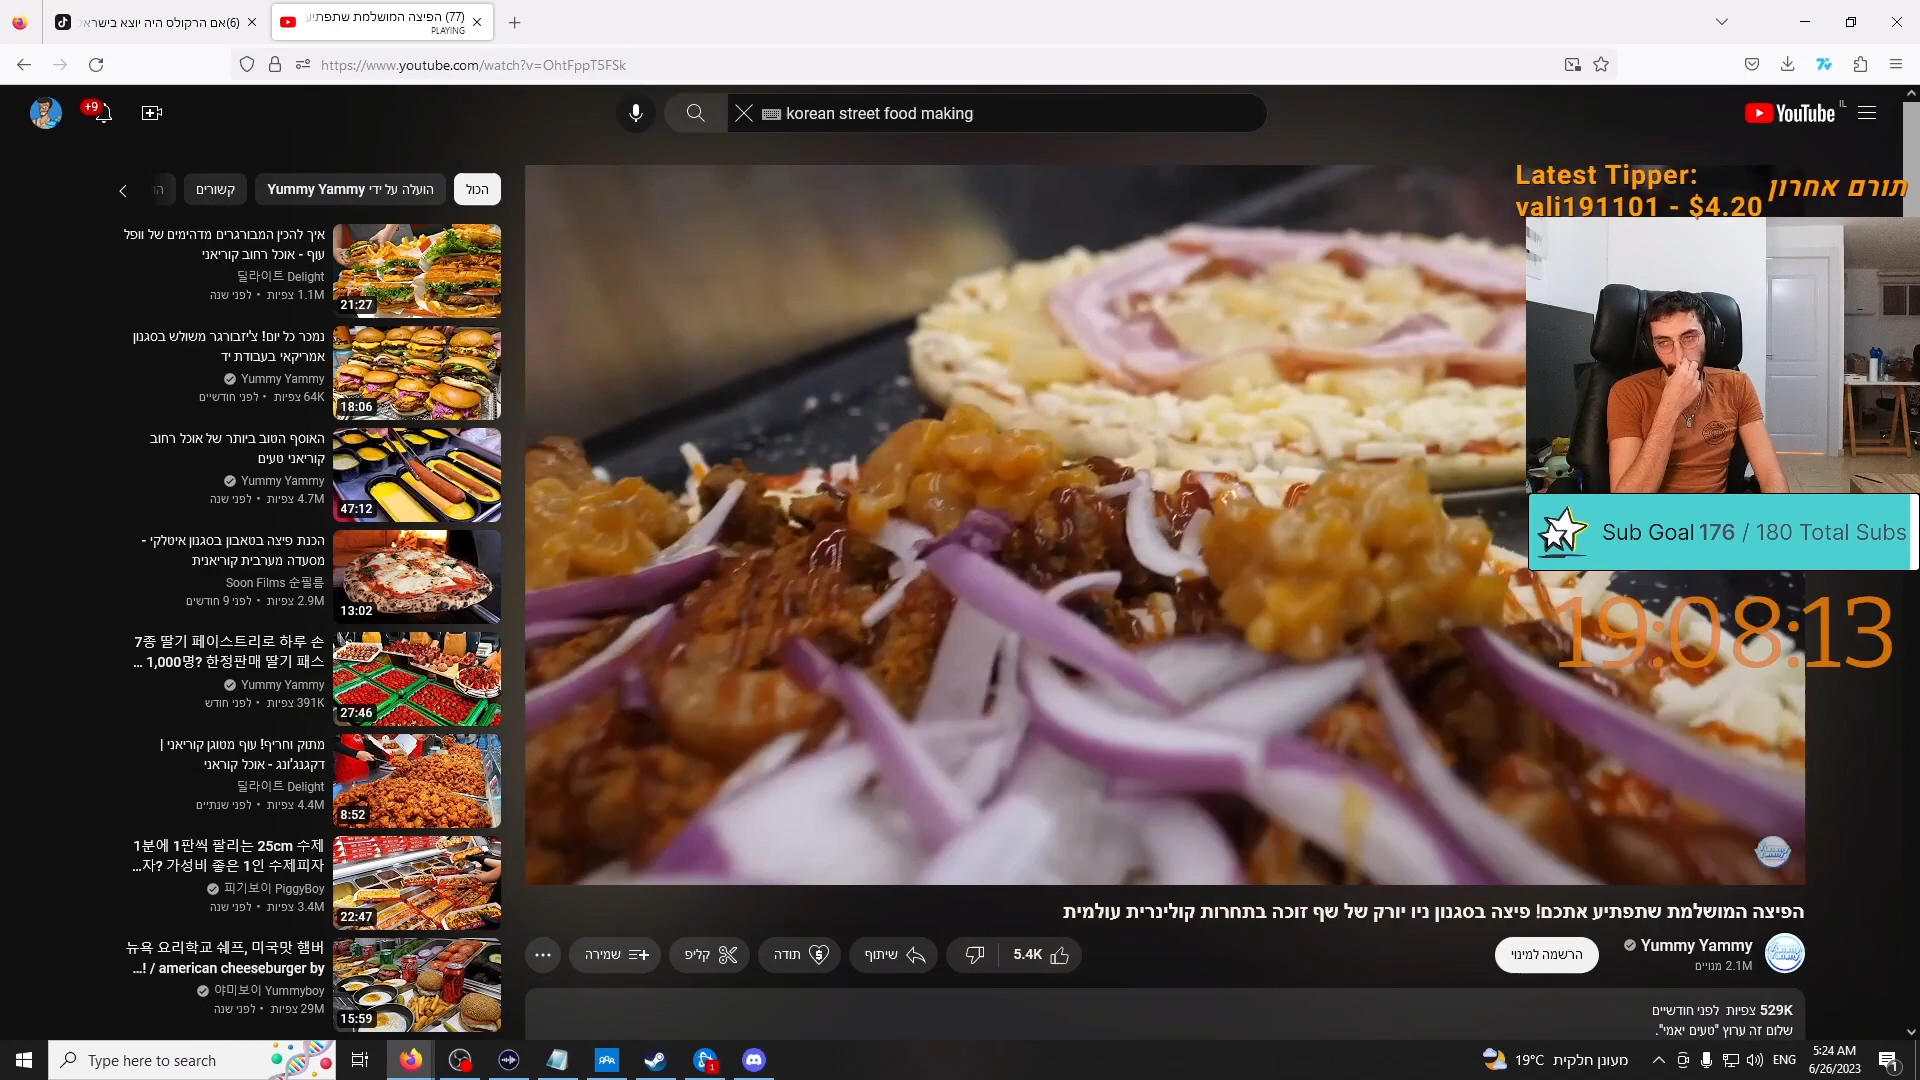 (6)אם הרקולס היה יוצא בישרא
(77) הפיצה המושלמת שתפתיע
PLAYING
https://www.youtube.com/watch?v=OhtFppT5FSk
+9
korean street food making
YouTube
IL
הכול
הועלה על ידי Yummy Yammy
קשורים
איך להכין המבורגרים מדהימים של וופל
עוף - אוכל רחוב קוריאני
딜라이트 Delight
1.1M צפיות • לפני שנה
21:27
נמכר כל יום! צ'יזבורגר משולש בסגנון
אמריקאי בעבודת יד
Yummy Yammy
64K צפיות • לפני חודשיים
18:06
האוסף הטוב ביותר של אוכל רחוב
קוריאני טעים
Yummy Yammy
4.7M צפיות • לפני שנה
47:12
הכנת פיצה בטאבון בסגנון איטלקי -
מסעדה מערבית קוריאנית
Soon Films 순필름
2.9M צפיות • לפני 9 חודשים
13:02
7종 딸기 페이스트리로 하루 손
... 1,000명? 한정판매 딸기 패스
Yummy Yammy
391K צפיות • לפני חודש
27:46
מתוק וחריף! עוף מטוגן קוריאני |
דקגנג'ונג - אוכל קוראני
딜라이트 Delight
4.4M צפיות • לפני שנתיים
8:52
1분에 1판씩 팔리는 25cm 수제
...자? 가성비 좋은 1인 수제피자
피기보이 PiggyBoy
3.4M צפיות • לפני שנה
22:47
뉴욕 요리학교 쉐프, 미국맛 햄버
...! / american cheeseburger by
야미보이 Yummyboy
29M צפיות • לפני שנה
15:59
Latest Tipper:
vali191101 - $4.20
תורם אחרון
Sub Goal 176 / 180 Total Subs
19:08:13
Yummy Yammy
הפיצה המושלמת שתפתיע אתכם! פיצה בסגנון ניו יורק של שף זוכה בתחרות קולינרית עולמית
Yummy Yammy
2.1M מנויים
הרשמה למינוי
5.4K
שיתוף
תודה
קליפ
שמירה
529K צפיות לפני חודשיים
שלום זה ערוץ "טעים יאמי".
Type here to search
1
19°C מעונן חלקית
ENG
5:24 AM
6/26/2023
1